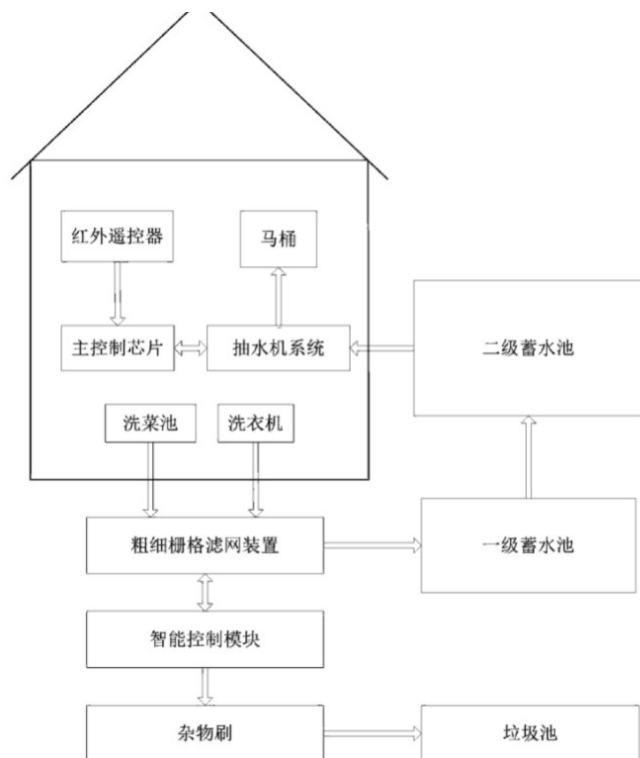 红外遥控器
马桶
主控制芯片
抽水机系统
二级蓄水池
洗菜池
洗衣机
粗细栅格滤网装置
一级蓄水池
智能控制模块
杂物刷
垃圾池